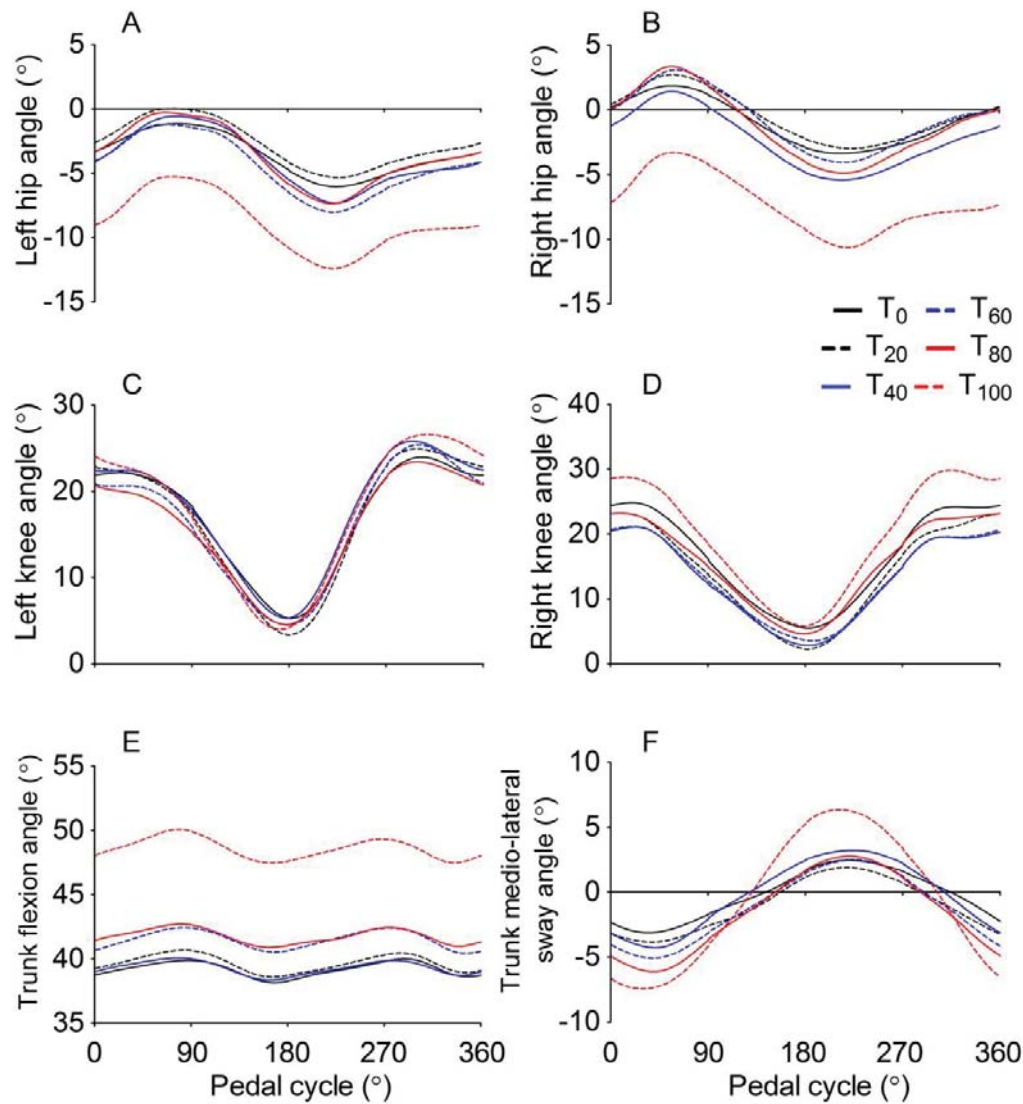 A
B
Left hip angle (°)
5
0
-5
-10
-15
Right hip angle (°)
5
0
-5
-10
-15
T0
T60
T20
T80
T40
T100
C
D
Left knee angle (°)
30
20
10
0
Right knee angle (°)
40
30
20
10
0
E
F
Trunk flexion angle (°)
55
50
45
40
35
Trunk medio-lateral
sway angle (°)
10
5
0
-5
-10
0 90 180 270 360
0 90 180 270 360
Pedal cycle (°)
Pedal cycle (°)